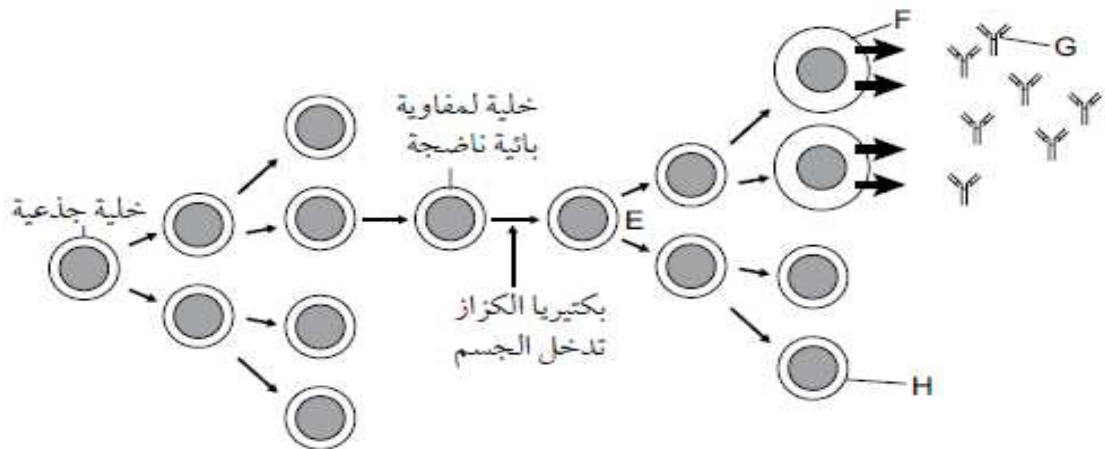 F
G
خلية لمفاوية
بائية ناضجة
خلية جذعية
E
بكتيريا الكزاز
تدخل الجسم
H